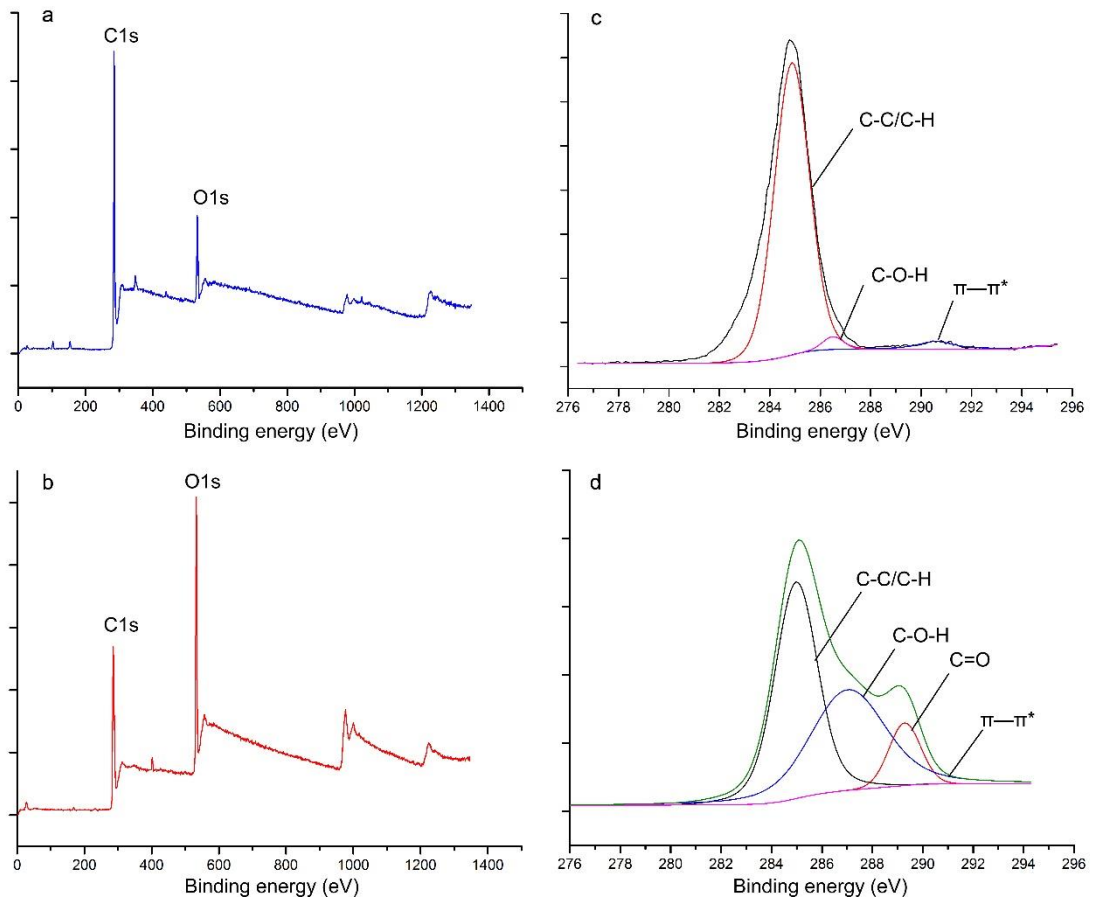 a
C1s
O1s
0 200 400 600 800 1000 1200 1400
Binding energy (eV)
c
C-C/C-H
C-O-H
π—π*
276 278 280 282 284 286 288 290 292 294 296
Binding energy (eV)
b
O1s
C1s
0 200 400 600 800 1000 1200 1400
Binding energy (eV)
d
C-C/C-H
C-O-H
C=O
π—π*
276 278 280 282 284 286 288 290 292 294 296
Binding energy (eV)